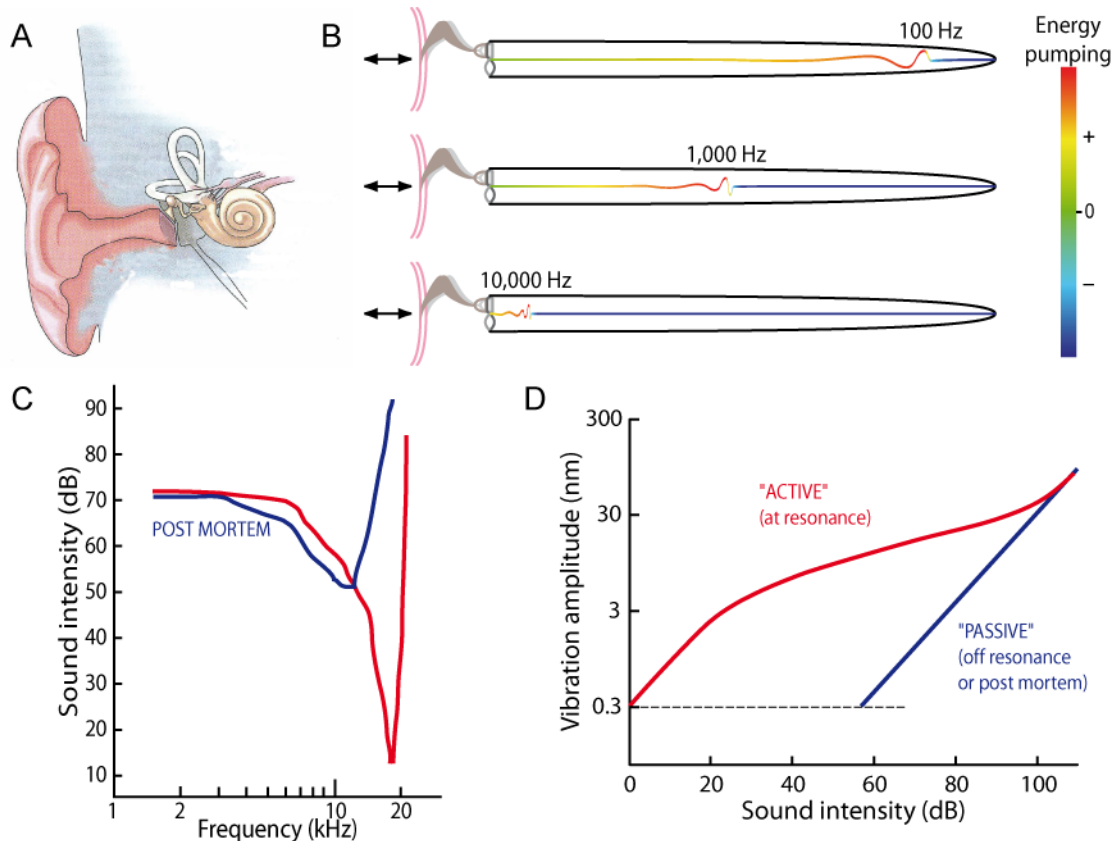 A
B
100 Hz
1,000 Hz
10,000 Hz
Energy
pumping
+
0
–
C
Sound intensity (dB)
90
80
70
60
50
40
30
20
10
POST MORTEM
1
2
10
20
Frequency (kHz)
D
Vibration amplitude (nm)
300
30
3
0.3
"ACTIVE"
(at resonance)
"PASSIVE"
(off resonance
or post mortem)
0
20
40
60
80
100
Sound intensity (dB)